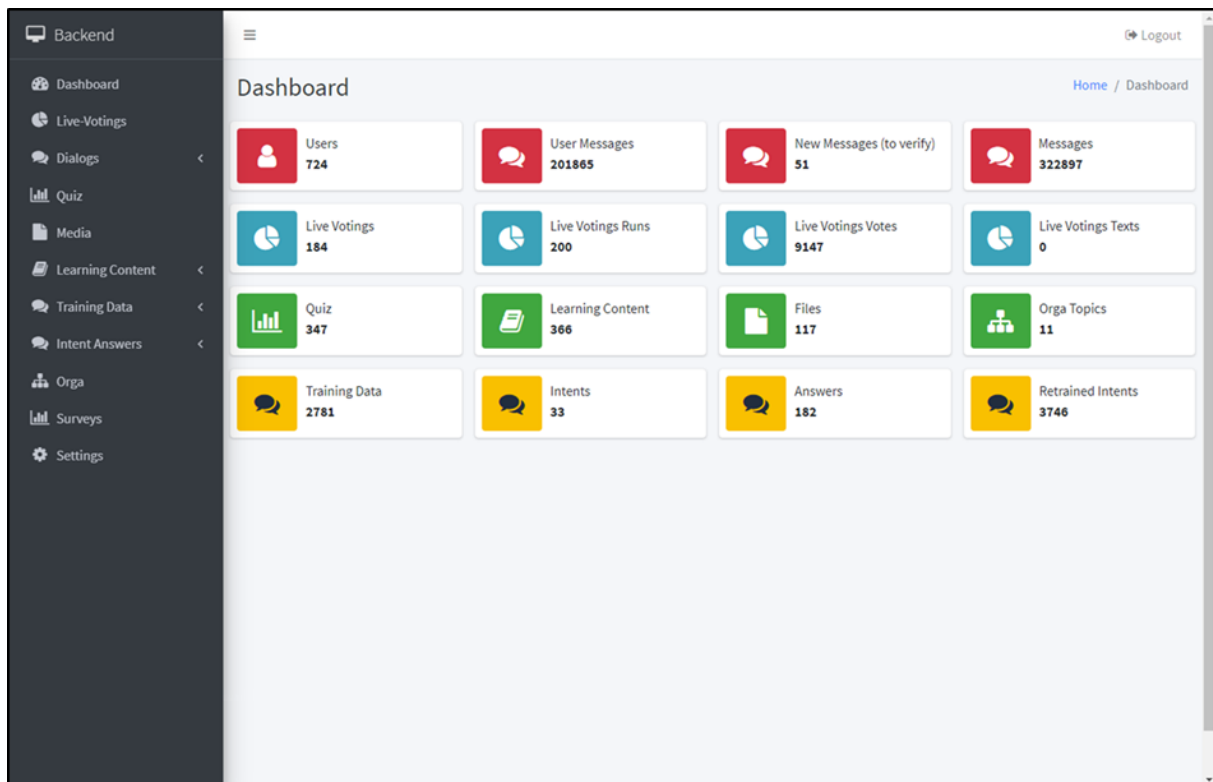 Backend
Logout
Dashboard
Live-Votings
Dialogs
Quiz
Media
Learning Content
Training Data
Intent Answers
Orga
Surveys
Settings
Dashboard
Home / Dashboard
Users
724
User Messages
201865
New Messages (to verify)
51
Messages
322897
Live Votings
184
Live Votings Runs
200
Live Votings Votes
9147
Live Votings Texts
0
Quiz
347
Learning Content
366
Files
117
Orga Topics
11
Training Data
2781
Intents
33
Answers
182
Retrained Intents
3746